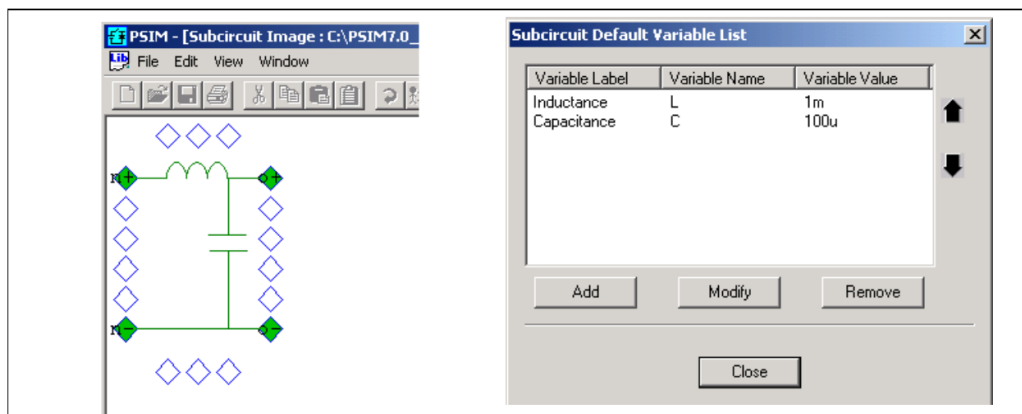 PSIM - [Subcircuit Image : C:\PSIM7.0_
Lib File Edit View Window
Subcircuit Default Variable List
Variable Label Variable Name Variable Value
Inductance L 1m
Capacitance C 100u
Add Modify Remove
Close